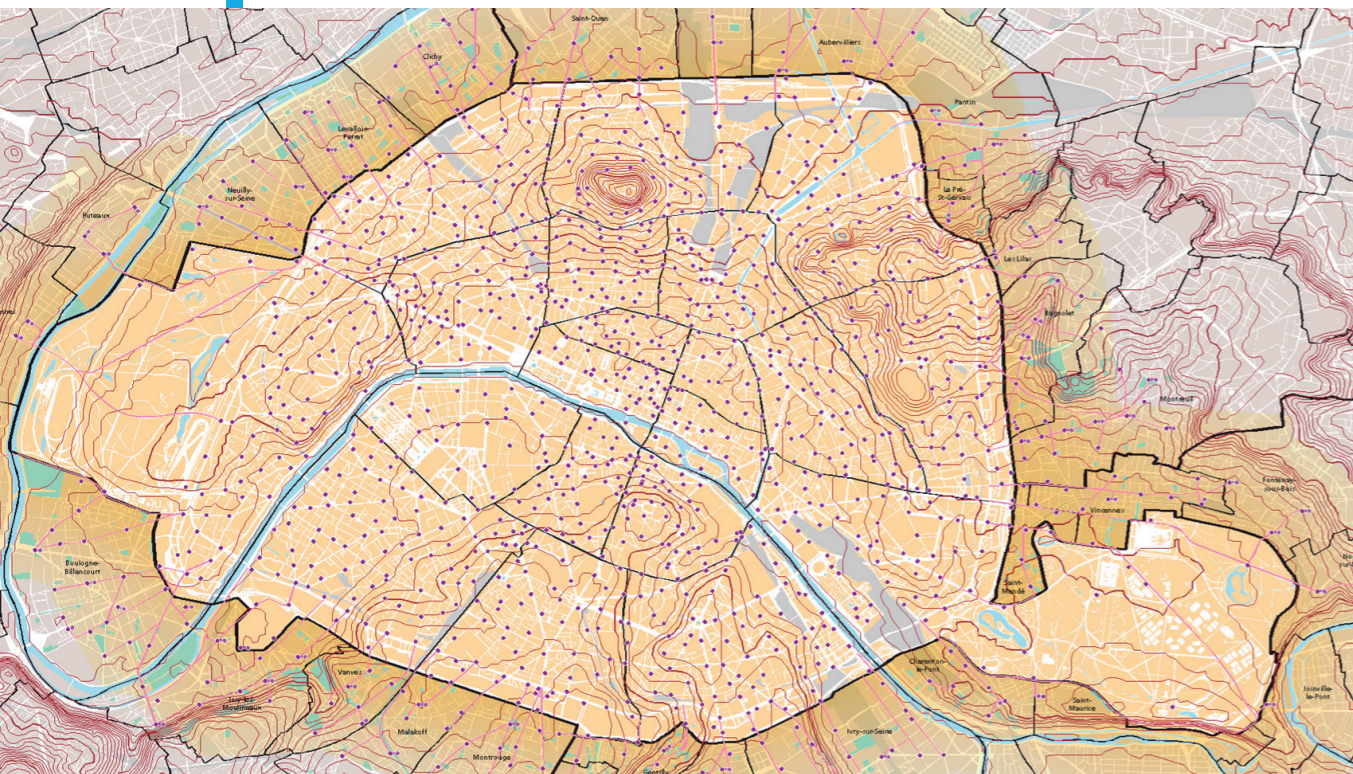 Saint-Ouen
Aubervilliers
Clichy
Pantin
Levallois-
Perret
Neuilly-
sur-Seine
Le Pré-
St-Gervais
Puteaux
Les Lilas
Bagnolet
Montreuil
Fontenay-
sous-Bois
Vincennes
Boulogne-
Billancourt
Saint-
Mandé
Charenton-
le-Pont
Vanves
Issy-les
Moulineaux
Saint-
Maurice
Joinville-
le-Pont
Malakoff
Ivry-sur-Seine
Montrouge
Gentilly